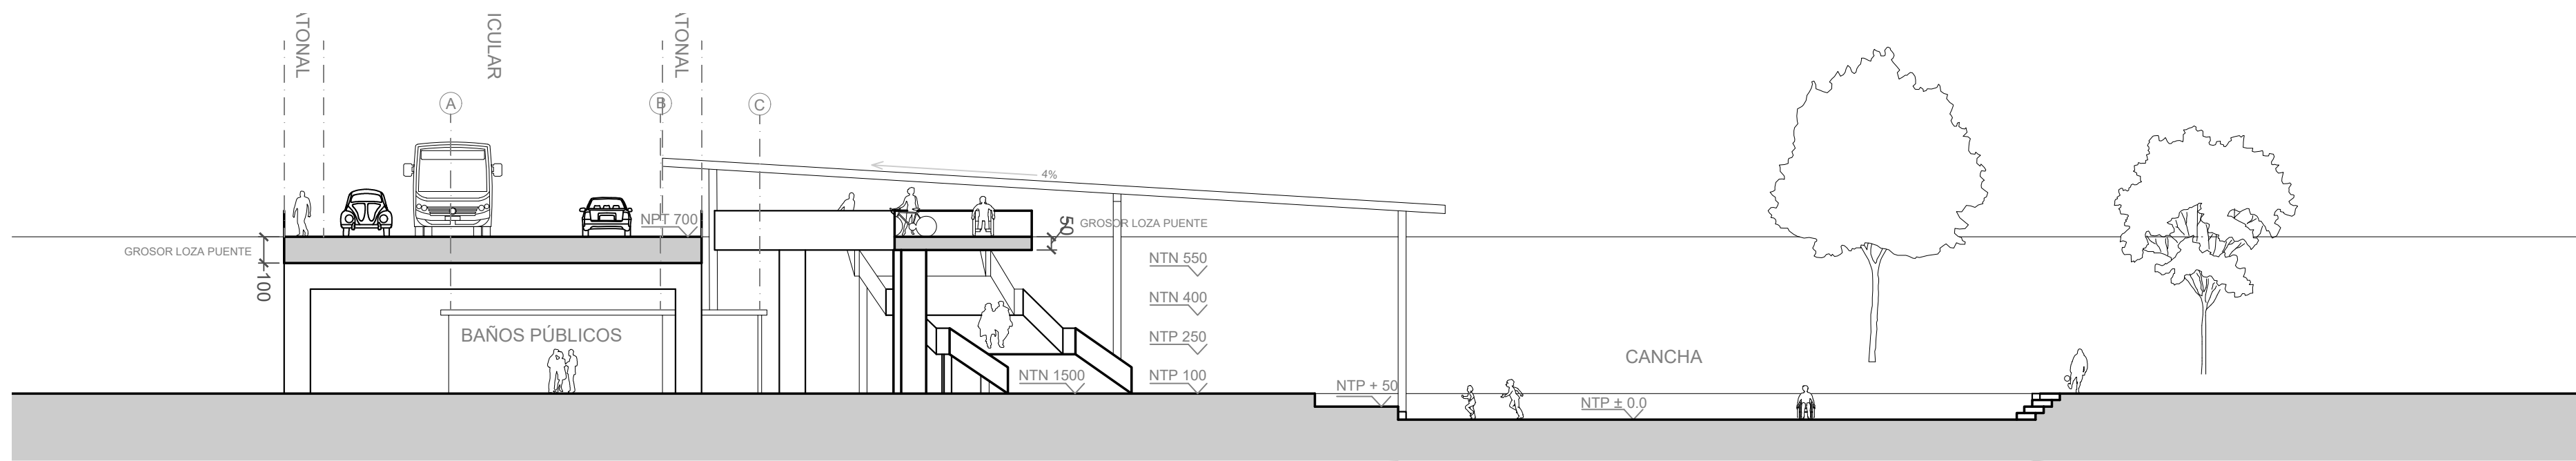 TONAL
ICULAR
TONAL
A
B
C
4%
NPT 700
50
GROSOR LOZA PUENTE
GROSOR LOZA PUENTE
100
NTN 550
NTN 400
BAÑOS PÚBLICOS
NTP 250
CANCHA
NTN 1500
NTP 100
NTP + 50
NTP ± 0.0